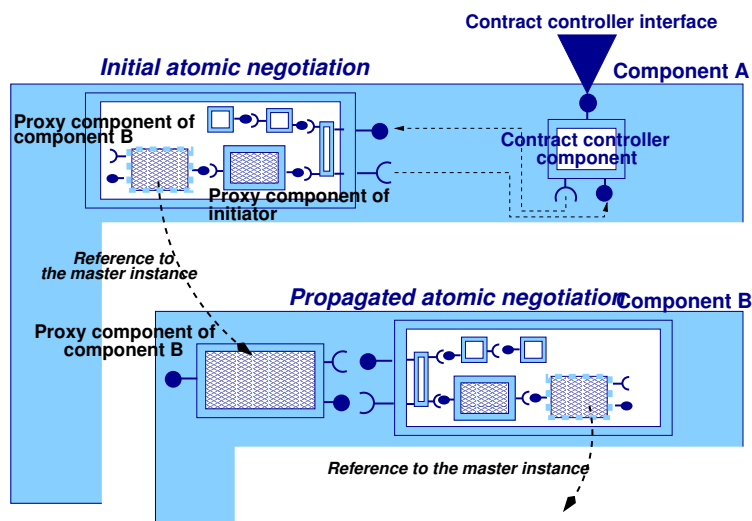 Contract controller interface
Initial atomic negotiation
Component A
Proxy component of
component B
Contract controller
component
Proxy component of
initiator
Reference to
the master instance
Propagated atomic negotiation
Component B
Proxy component of
component B
Reference to the master instance